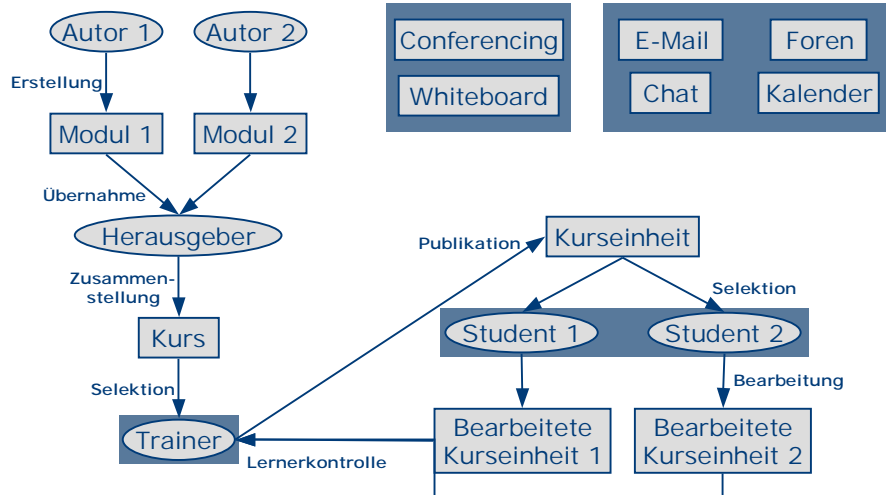 Autor 1
Autor 2
Conferencing
E-Mail
Foren
Erstellung
Whiteboard
Chat
Kalender
Modul 1
Modul 2
Übernahme
Herausgeber
Publikation
Kurseinheit
Zusammen-
stellung
Selektion
Kurs
Student 1
Student 2
Selektion
Bearbeitung
Trainer
Lernerkontrolle
Bearbeitete
Kurseinheit 1
Bearbeitete
Kurseinheit 2